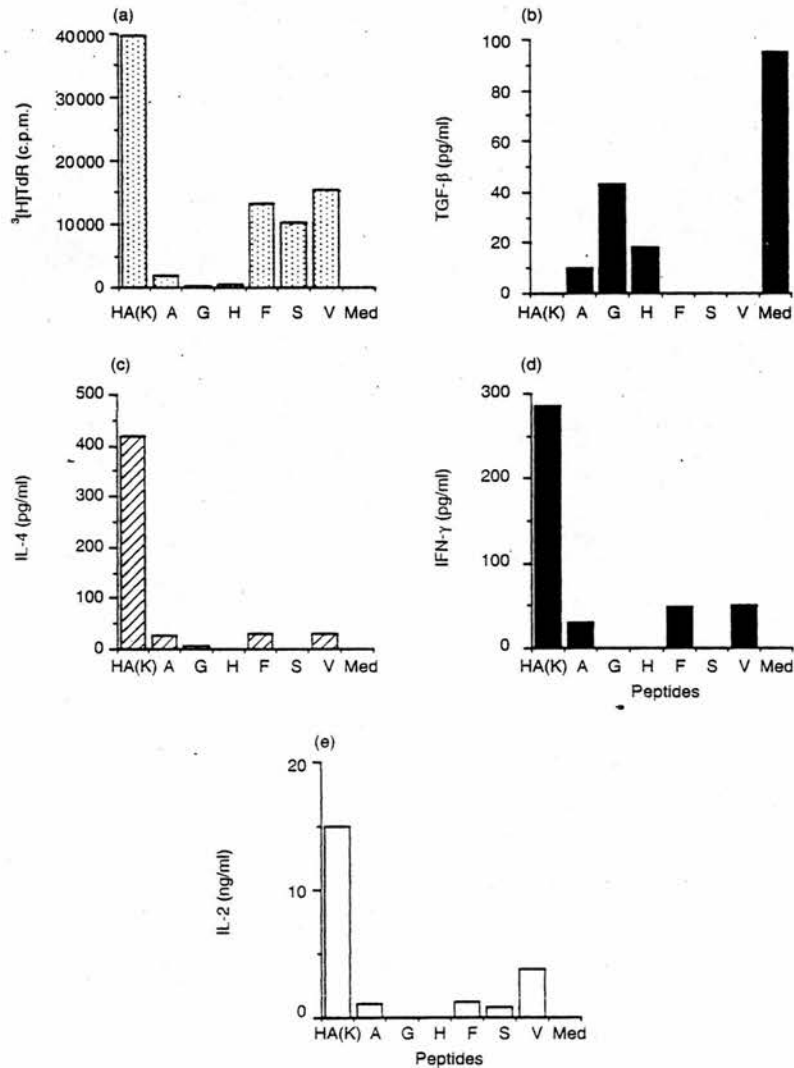 (a)
³[H]TdR (c.p.m.)
40000
30000
20000
10000
0
HA(K) A G H F S V Med
(b)
TGF-β (pg/ml)
100
80
60
40
20
0
HA(K) A G H F S V Med
(c)
IL-4 (pg/ml)
500
400
300
200
100
0
HA(K) A G H F S V Med
(d)
IFN-γ (pg/ml)
300
200
100
0
HA(K) A G H F S V Med
Peptides
(e)
IL-2 (ng/ml)
20
10
0
HA(K) A G H F S V Med
Peptides